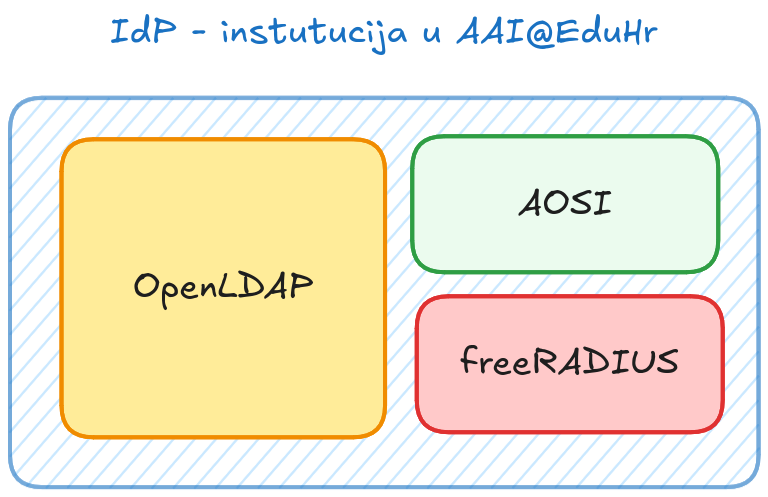 IdP - instutucija u AAI@EduHr
OpenLDAP
AOSI
freeRADIUS